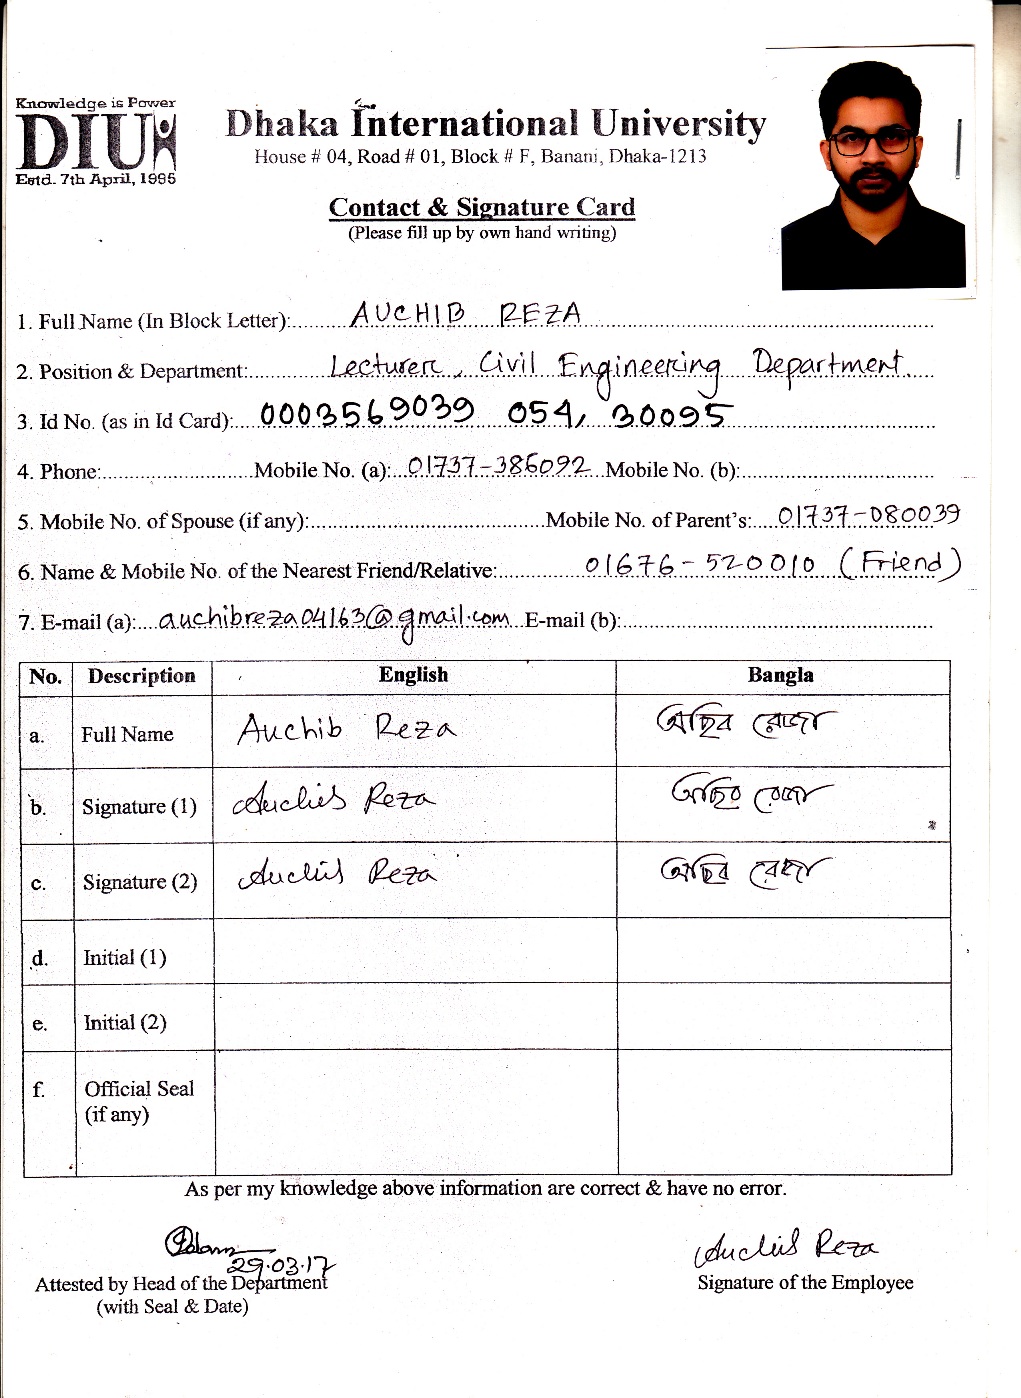 Knowledge is Power
DIU
Estd. 7th April, 1995
Dhaka International University
House # 04, Road # 01, Block # F, Banani, Dhaka-1213
Contact & Signature Card
(Please fill up by own hand writing)
1. Full Name (In Block Letter):.......... AUCHIB REZA
2. Position & Department:.......... Lecturer, Civil Engineering Department
3. Id No. (as in Id Card):.... 0003569039 054, 30095
4. Phone:.......... Mobile No. (a): 01737-386092 Mobile No. (b):..........
5. Mobile No. of Spouse (if any):.......... Mobile No. of Parent's: 01737-080039
6. Name & Mobile No. of the Nearest Friend/Relative:.......... 01676-520010 (Friend)
7. E-mail (a): auchibreza04163@gmail.com E-mail (b):..........
No. Description English Bangla
a. Full Name Auchib Reza অছিব রেজা
b. Signature (1) Auchib Reza অছিব রেজা
c. Signature (2) Auchib Reza অছিব রেজা
d. Initial (1)
e. Initial (2)
f. Official Seal
(if any)
As per my knowledge above information are correct & have no error.
29.03.17
Auchib Reza
Attested by Head of the Department
(with Seal & Date)
Signature of the Employee